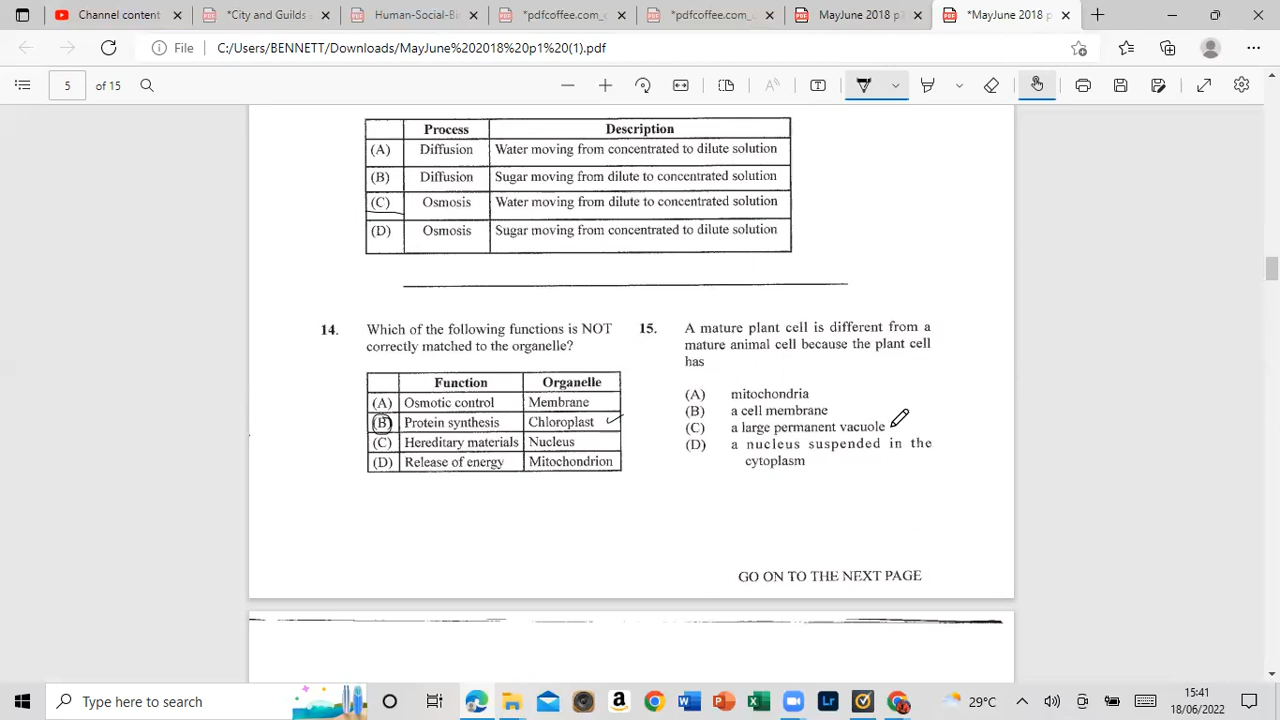 *City and Guilds
Human-Social-Bi
*pdfcoffee.com_c
*pdfcoffee.com_
MayJune 2018 p
*MayJune 2018 p
Channel content
File
C:/Users/BENNETT/Downloads/MayJune%202018%20p1%20(1).pdf
5
of 15
Process Description
(A) Diffusion Water moving from concentrated to dilute solution
(B) Diffusion Sugar moving from dilute to concentrated solution
(C) Osmosis Water moving from dilute to concentrated solution
(D) Osmosis Sugar moving from concentrated to dilute solution
14. Which of the following functions is NOT
correctly matched to the organelle?
Function Organelle
(A) Osmotic control Membrane
(B) Protein synthesis Chloroplast
(C) Hereditary materials Nucleus
(D) Release of energy Mitochondrion
15. A mature plant cell is different from a
mature animal cell because the plant cell
has
(A) mitochondria
(B) a cell membrane
(C) a large permanent vacuole
(D) a nucleus suspended in the
cytoplasm
GO ON TO THE NEXT PAGE
Type here to search
29°C
15:41
18/06/2022